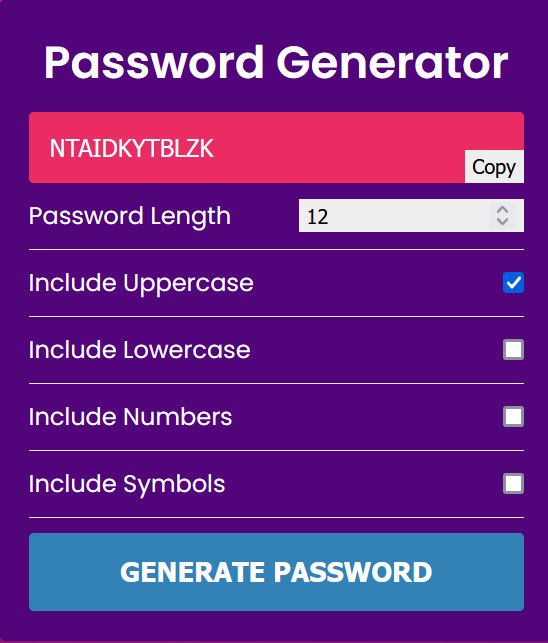 Password Generator
NTAIDKYTBLZK
Copy
Password Length
12
Include Uppercase
Include Lowercase
Include Numbers
Include Symbols
GENERATE PASSWORD